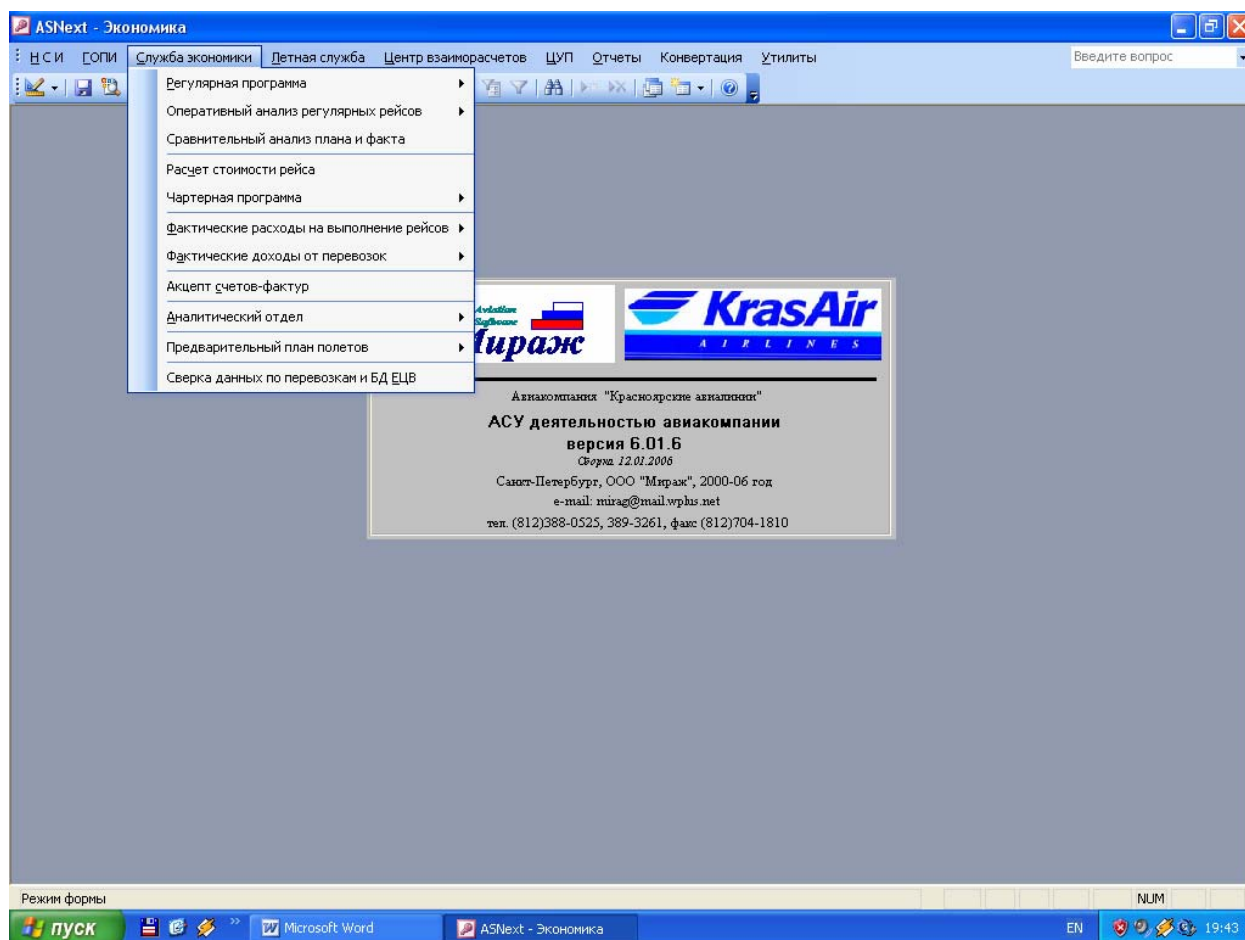 ASNext - Экономика
Н С И ГОПИ Служба экономики Летная служба Центр взаиморасчетов ЦУП Отчеты Конвертация Утилиты Введите вопрос
Регулярная программа
Оперативный анализ регулярных рейсов
Сравнительный анализ плана и факта
Расчет стоимости рейса
Чартерная программа
Фактические расходы на выполнение рейсов
Фактические доходы от перевозок
Акцепт счетов-фактур
Аналитический отдел
Предварительный план полетов
Сверка данных по перевозкам и БД ЕЦВ
Aviation
Software
KrasAir
AIRLINES
Авиакомпания "Красноярские авиалинии"
АСУ деятельностью авиакомпании
версия 6.01.6
Сборка 12.01.2006
Санкт-Петербург, ООО "Мираж", 2000-06 год
e-mail: mirag@mail.wplus.net
тел. (812)388-0525, 389-3261, факс (812)704-1810
Режим формы NUM
пуск Microsoft Word ASNext - Экономика EN 19:43